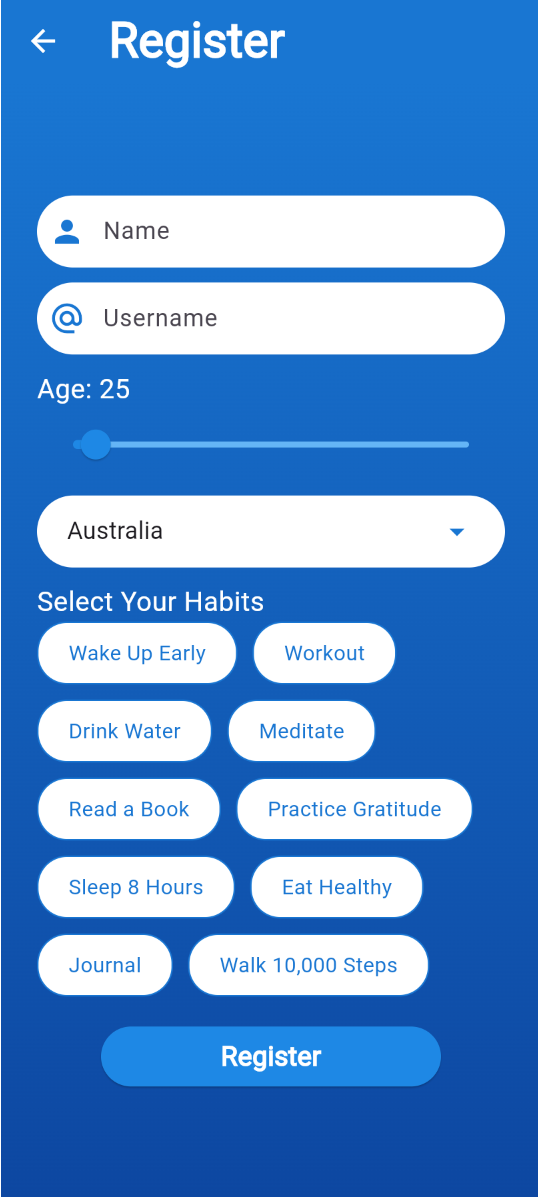 Register
Name
Username
Age: 25
Australia
Select Your Habits
Wake Up Early Workout
Drink Water Meditate
Read a Book Practice Gratitude
Sleep 8 Hours Eat Healthy
Journal Walk 10,000 Steps
Register